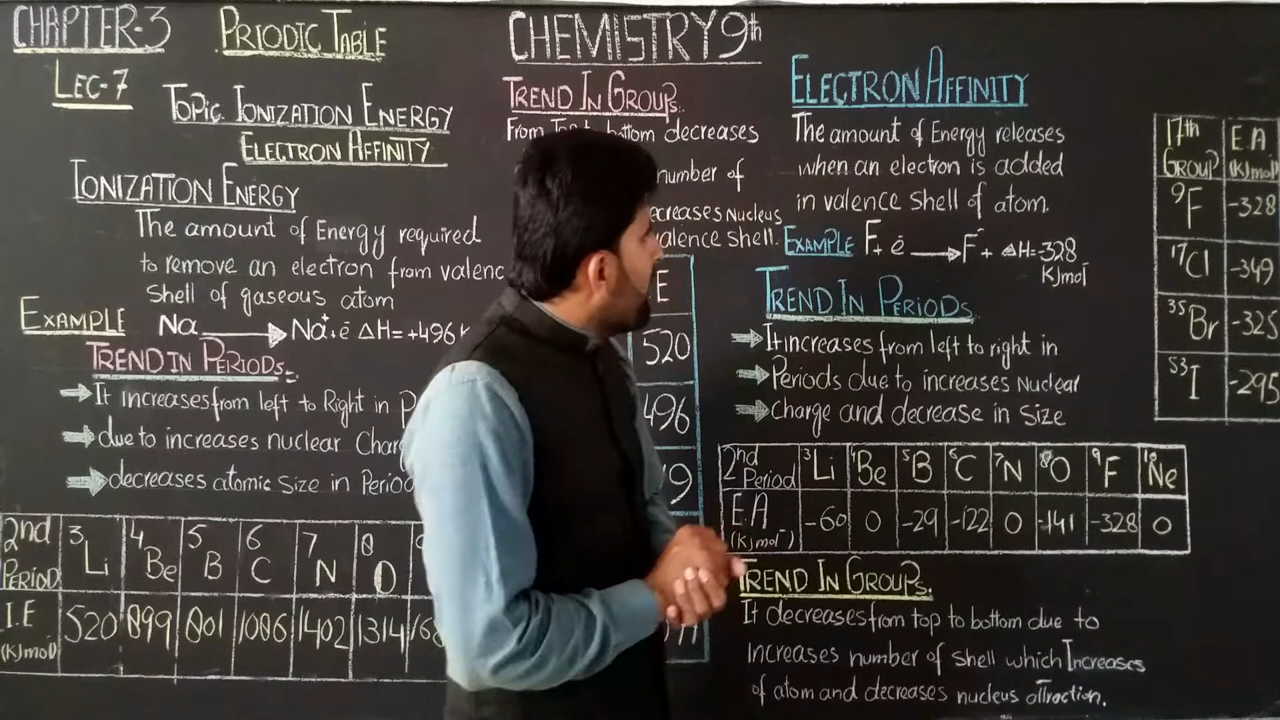 CHAPTER-3
PRIODIC TABLE
LEC-7
TOPIC IONIZATION ENERGY
ELECTRON AFFINITY
IONIZATION ENERGY
The amount of Energy required
to remove an electron from valenc
Shell of gaseous atom
EXAMPLE Na → Na⁺+ē ΔH=+496 K
TREND IN PERIODS.
⇒ It increases from left to Right in P
⇒ due to increases nuclear Charg
⇒ decreases atomic size in Period
2nd PERIOD 3 Li 4 Be 5 B 6 C 7 N 8 O
I.E (KJmol⁻) 520 899 801 1086 1402 1314 168
CHEMISTRY 9th
TREND IN GROUPS.
From Top to bottom decreases
number of
ecreases Nucleus
valence shell.
E
520
496
9
ELECTRON AFFINITY
The amount of Energy releases
when an electron is added
in valence shell of atom.
EXAMPLE F + ē → F⁻ + ΔH=-328
KJmol⁻
TREND IN PERIODS.
⇒ It increases from left to right in
⇒ Periods due to increases Nuclear
⇒ Charge and decrease in Size
2nd Period 3 Li 4 Be 5 B 6 C 7 N 8 O 9 F 10 Ne
E.A (KJmol⁻) -60 0 -29 -122 0 -141 -328 0
TREND IN GROUPS.
It decreases from top to bottom due to
increases number of shell which Increases
of atom and decreases nucleus attraction.
17th GROUP E.A (KJmol
9 F -328
17 Cl -349
35 Br -325
53 I -295